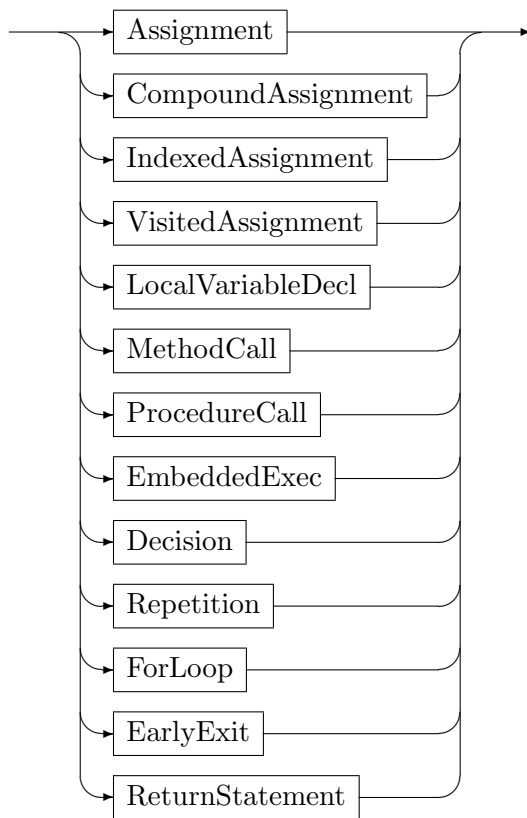 Assignment
CompoundAssignment
IndexedAssignment
VisitedAssignment
LocalVariableDecl
MethodCall
ProcedureCall
EmbeddedExec
Decision
Repetition
ForLoop
EarlyExit
ReturnStatement